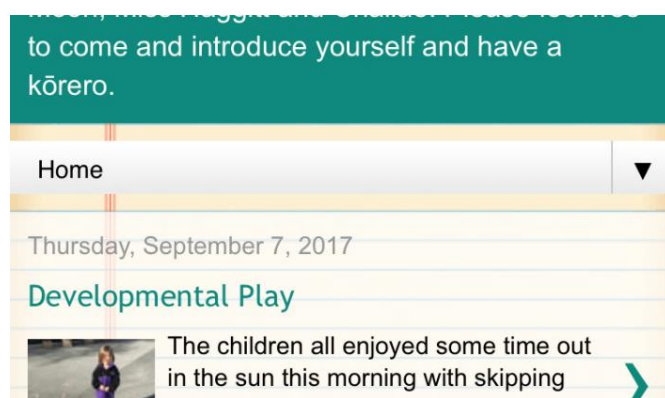 to come and introduce yourself and have a
kōrero.
Home
Thursday, September 7, 2017
Developmental Play
The children all enjoyed some time out
in the sun this morning with skipping